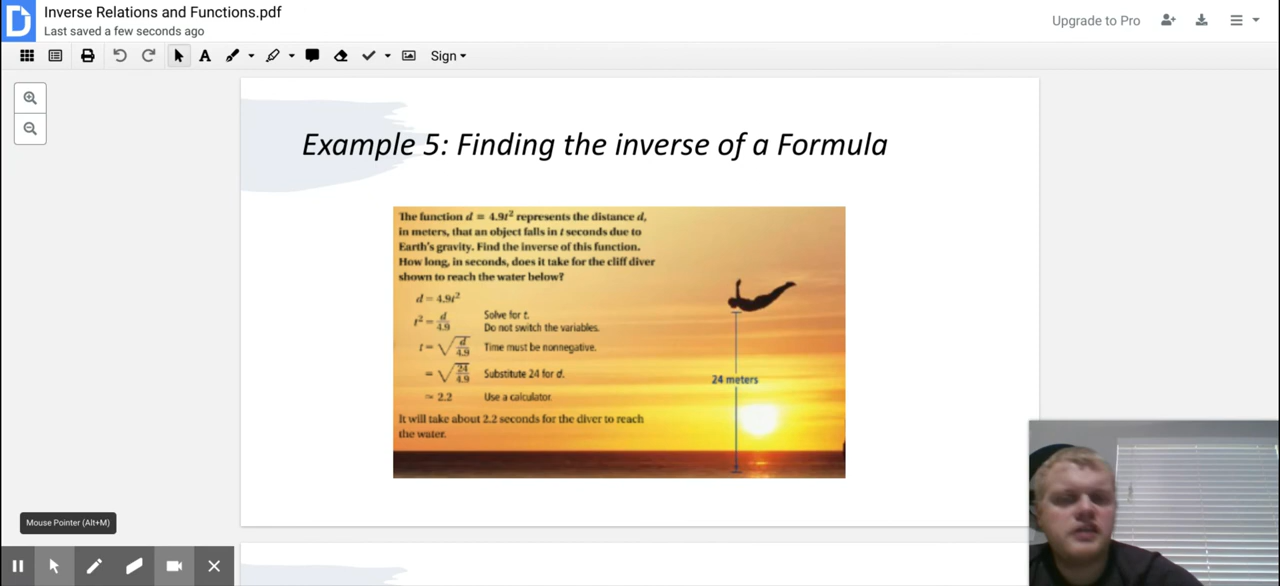 Inverse Relations and Functions.pdf
Last saved a few seconds ago
Upgrade to Pro
A
Sign
Example 5: Finding the inverse of a Formula
The function d = 4.9t² represents the distance d,
in meters, that an object falls in t seconds due to
Earth's gravity. Find the inverse of this function.
How long, in seconds, does it take for the cliff diver
shown to reach the water below?
d = 4.9t²
t² = d/4.9 Solve for t.
Do not switch the variables.
t = √(d/4.9) Time must be nonnegative.
= √(24/4.9) Substitute 24 for d.
≈ 2.2 Use a calculator.
It will take about 2.2 seconds for the diver to reach
the water.
24 meters
Mouse Pointer (Alt+M)